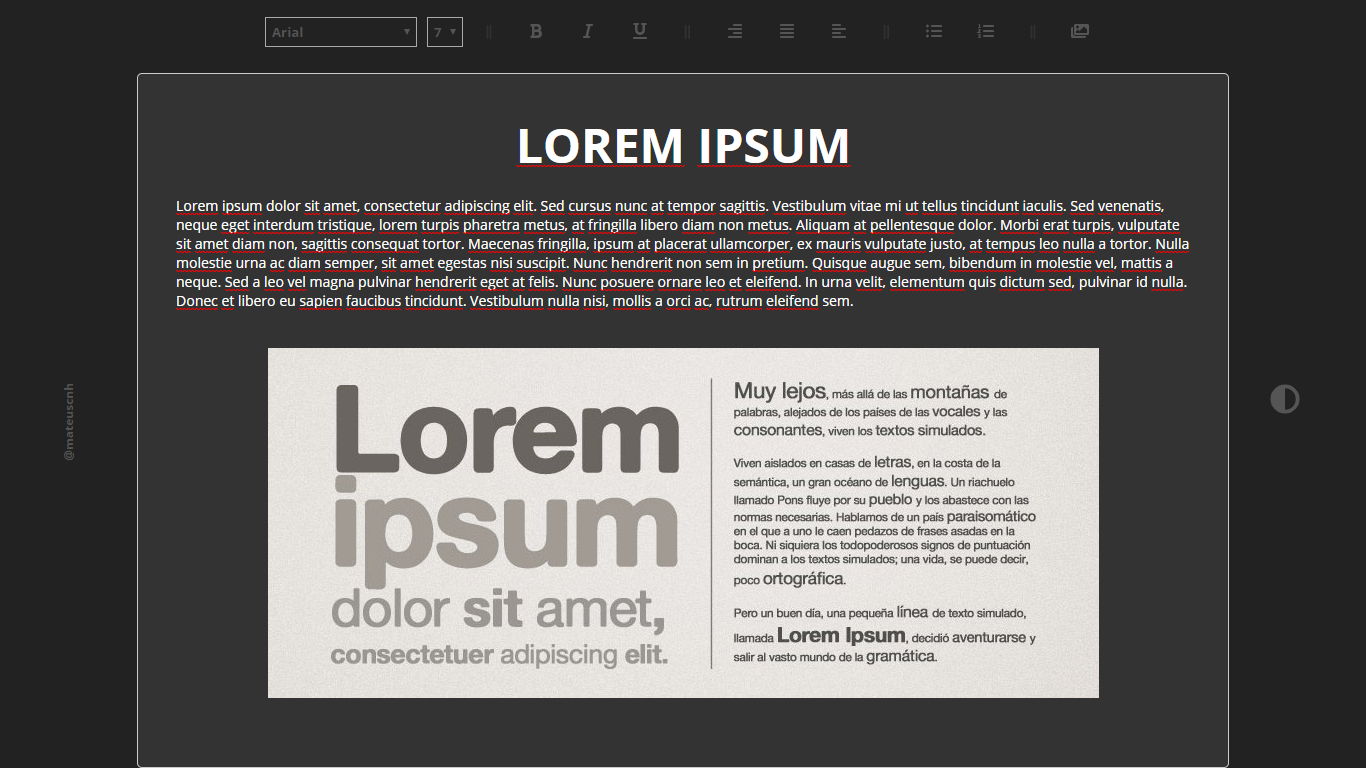 Arial
7
B I U
LOREM IPSUM
Lorem ipsum dolor sit amet, consectetur adipiscing elit. Sed cursus nunc at tempor sagittis. Vestibulum vitae mi ut tellus tincidunt iaculis. Sed venenatis,
neque eget interdum tristique, lorem turpis pharetra metus, at fringilla libero diam non metus. Aliquam at pellentesque dolor. Morbi erat turpis, vulputate
sit amet diam non, sagittis consequat tortor. Maecenas fringilla, ipsum at placerat ullamcorper, ex mauris vulputate justo, at tempus leo nulla a tortor. Nulla
molestie urna ac diam semper, sit amet egestas nisi suscipit. Nunc hendrerit non sem in pretium. Quisque augue sem, bibendum in molestie vel, mattis a
neque. Sed a leo vel magna pulvinar hendrerit eget at felis. Nunc posuere ornare leo et eleifend. In urna velit, elementum quis dictum sed, pulvinar id nulla.
Donec et libero eu sapien faucibus tincidunt. Vestibulum nulla nisi, mollis a orci ac, rutrum eleifend sem.
@mateuscnh
Lorem
ipsum
dolor sit amet,
consectetuer adipiscing elit.
Muy lejos, más allá de las montañas de
palabras, alejados de los países de las vocales y las
consonantes, viven los textos simulados.
Viven aislados en casas de letras, en la costa de la
semántica, un gran océano de lenguas. Un riachuelo
llamado Pons fluye por su pueblo y los abastece con las
normas necesarias. Hablamos de un país paraisomático
en el que a uno le caen pedazos de frases asadas en la
boca. Ni siquiera los todopoderosos signos de puntuación
dominan a los textos simulados; una vida, se puede decir,
poco ortográfica.
Pero un buen día, una pequeña línea de texto simulado,
llamada Lorem Ipsum, decidió aventurarse y
salir al vasto mundo de la gramática.